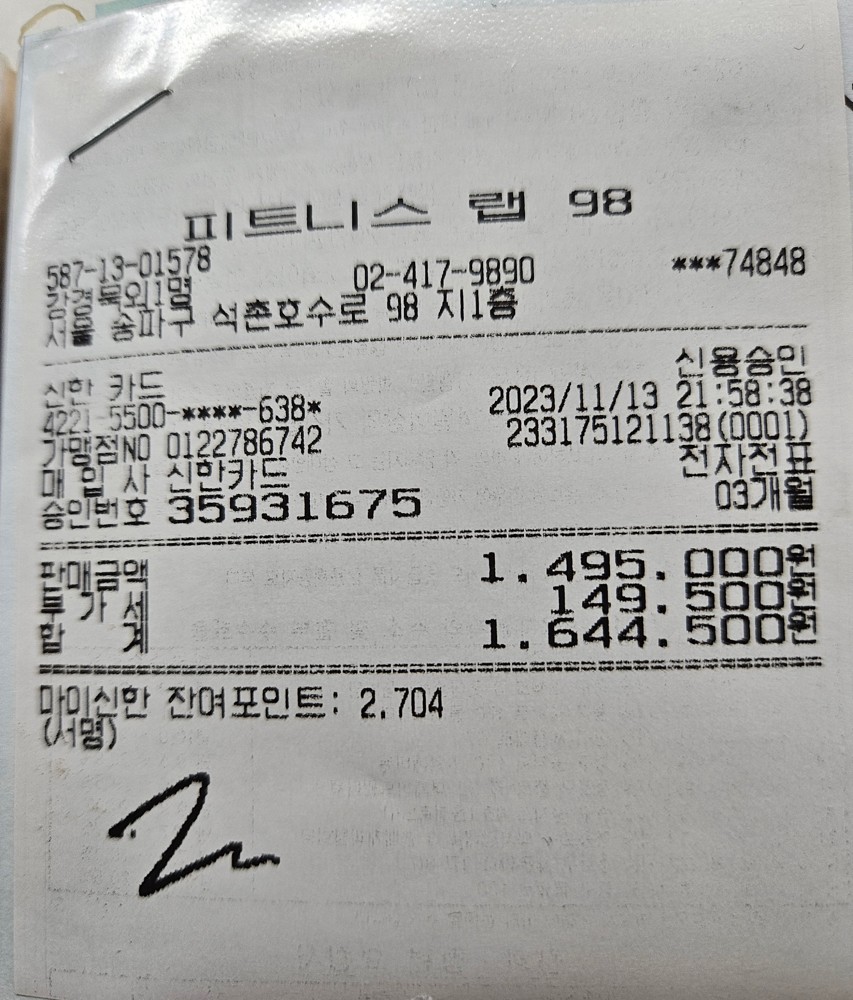 피트니스 랩 98
587-13-01578 02-417-9890 ***74848
강경묵외1명
서울 송파구 석촌호수로 98 지1층
신용승인
신한 카드 2023/11/13 21:58:38
4221-5500-****-638* 233175121138(0001)
가맹점NO 0122786742 전자전표
매 입 사 신한카드 03개월
승인번호 35931675
판매금액 1.495.000원
부 가 세 149.500원
합 계 1.644.500원
마이신한 잔여포인트: 2.704
(서명)